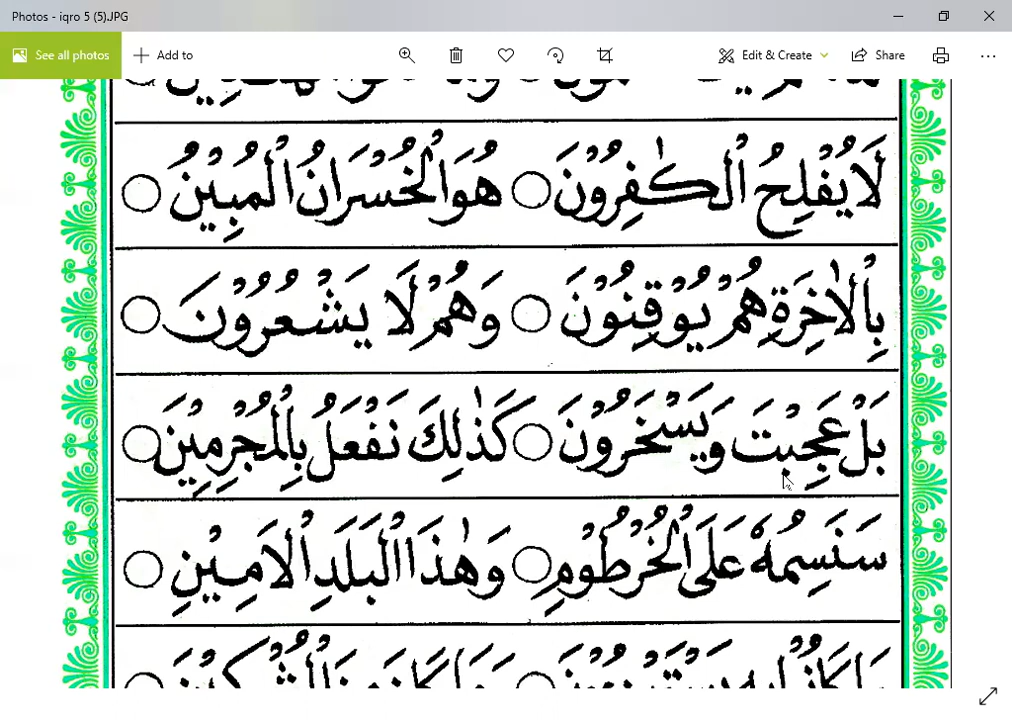 Photos - iqro 5 (5).JPG
See all photos
Add to
Edit & Create
Share
لَا يُفْلِحُ الْكٰفِرُوْنَ ○ هُوَ الْخُسْرَانُ الْمُبِيْنُ ○
بِالْاٰخِرَةِ هُمْ يُوْقِنُوْنَ ○ وَهُمْ لَا يَشْعُرُوْنَ ○
بَلْ عَجِبْتَ وَيَسْخَرُوْنَ ○ كَذٰلِكَ نَفْعَلُ بِالْمُجْرِمِيْنَ ○
سَنَسِمُهٗ عَلَى الْخُرْطُوْمِ ○ وَهٰذَا الْبَلَدِ الْاَمِيْنِ ○